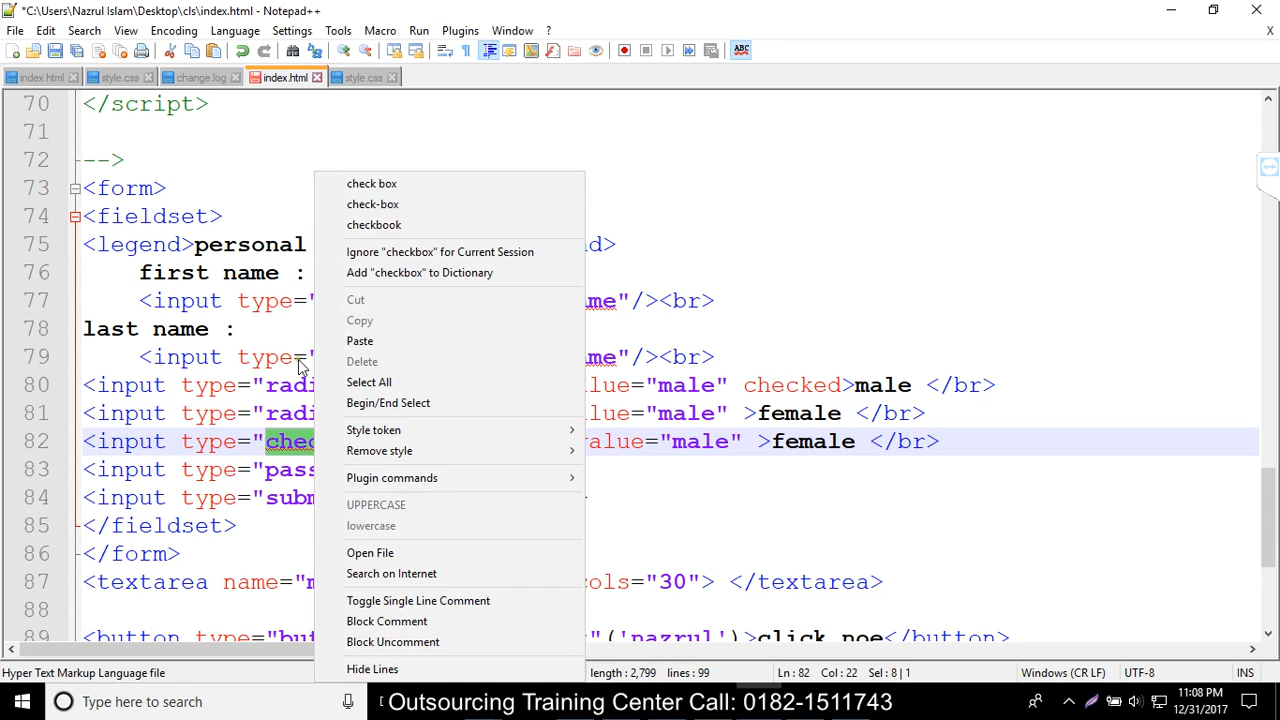 *C:\Users\Nazrul Islam\Desktop\cls\index.html - Notepad++
File Edit Search View Encoding Language Settings Tools Macro Run Plugins Window ? X
ABC
index.html style.css change.log index.html style.css
70 </script>
71
72 -->
73 <form>
74 <fieldset>
75 <legend>personal nd>
76 first name :
77 <input type=" me"/><br>
78 last name :
79 <input type=" me"/><br>
80 <input type="radi lue="male" checked>male </br>
81 <input type="radi lue="male" >female </br>
82 <input type="chec value="male" >female </br>
83 <input type="pass
84 <input type="subm >
85 </fieldset>
86 </form>
87 <textarea name="m cols="30"> </textarea>
88
89 <button type="but "('nazrul')>click noe</button>
check box
check-box
checkbook
Ignore "checkbox" for Current Session
Add "checkbox" to Dictionary
Cut
Copy
Paste
Delete
Select All
Begin/End Select
Style token
Remove style
Plugin commands
UPPERCASE
lowercase
Open File
Search on Internet
Toggle Single Line Comment
Block Comment
Block Uncomment
Hide Lines
Hyper Text Markup Language file length : 2,799 lines : 99 Ln : 82 Col : 22 Sel : 8 | 1 Windows (CR LF) UTF-8 INS
Type here to search
Outsourcing Training Center Call: 0182-1511743
11:08 PM
12/31/2017